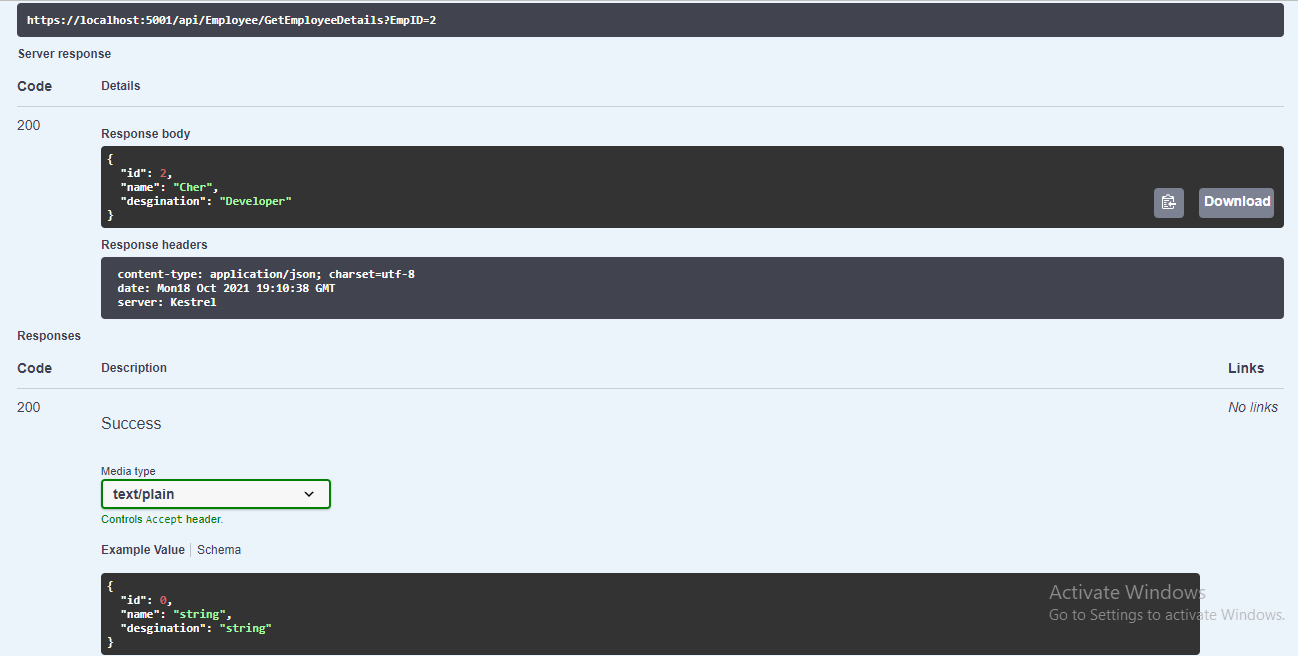 https://localhost:5001/api/Employee/GetEmployeeDetails?EmpID=2
Server response
Code Details
200
Response body
{
"id": 2,
"name": "Cher",
"desgination": "Developer"
}
Download
Response headers
content-type: application/json; charset=utf-8
date: Mon18 Oct 2021 19:10:38 GMT
server: Kestrel
Responses
Code Description Links
200 No links
Success
Media type
text/plain
Controls Accept header.
Example Value Schema
{
"id": 0,
"name": "string",
"desgination": "string"
}
Activate Windows
Go to Settings to activate Windows.